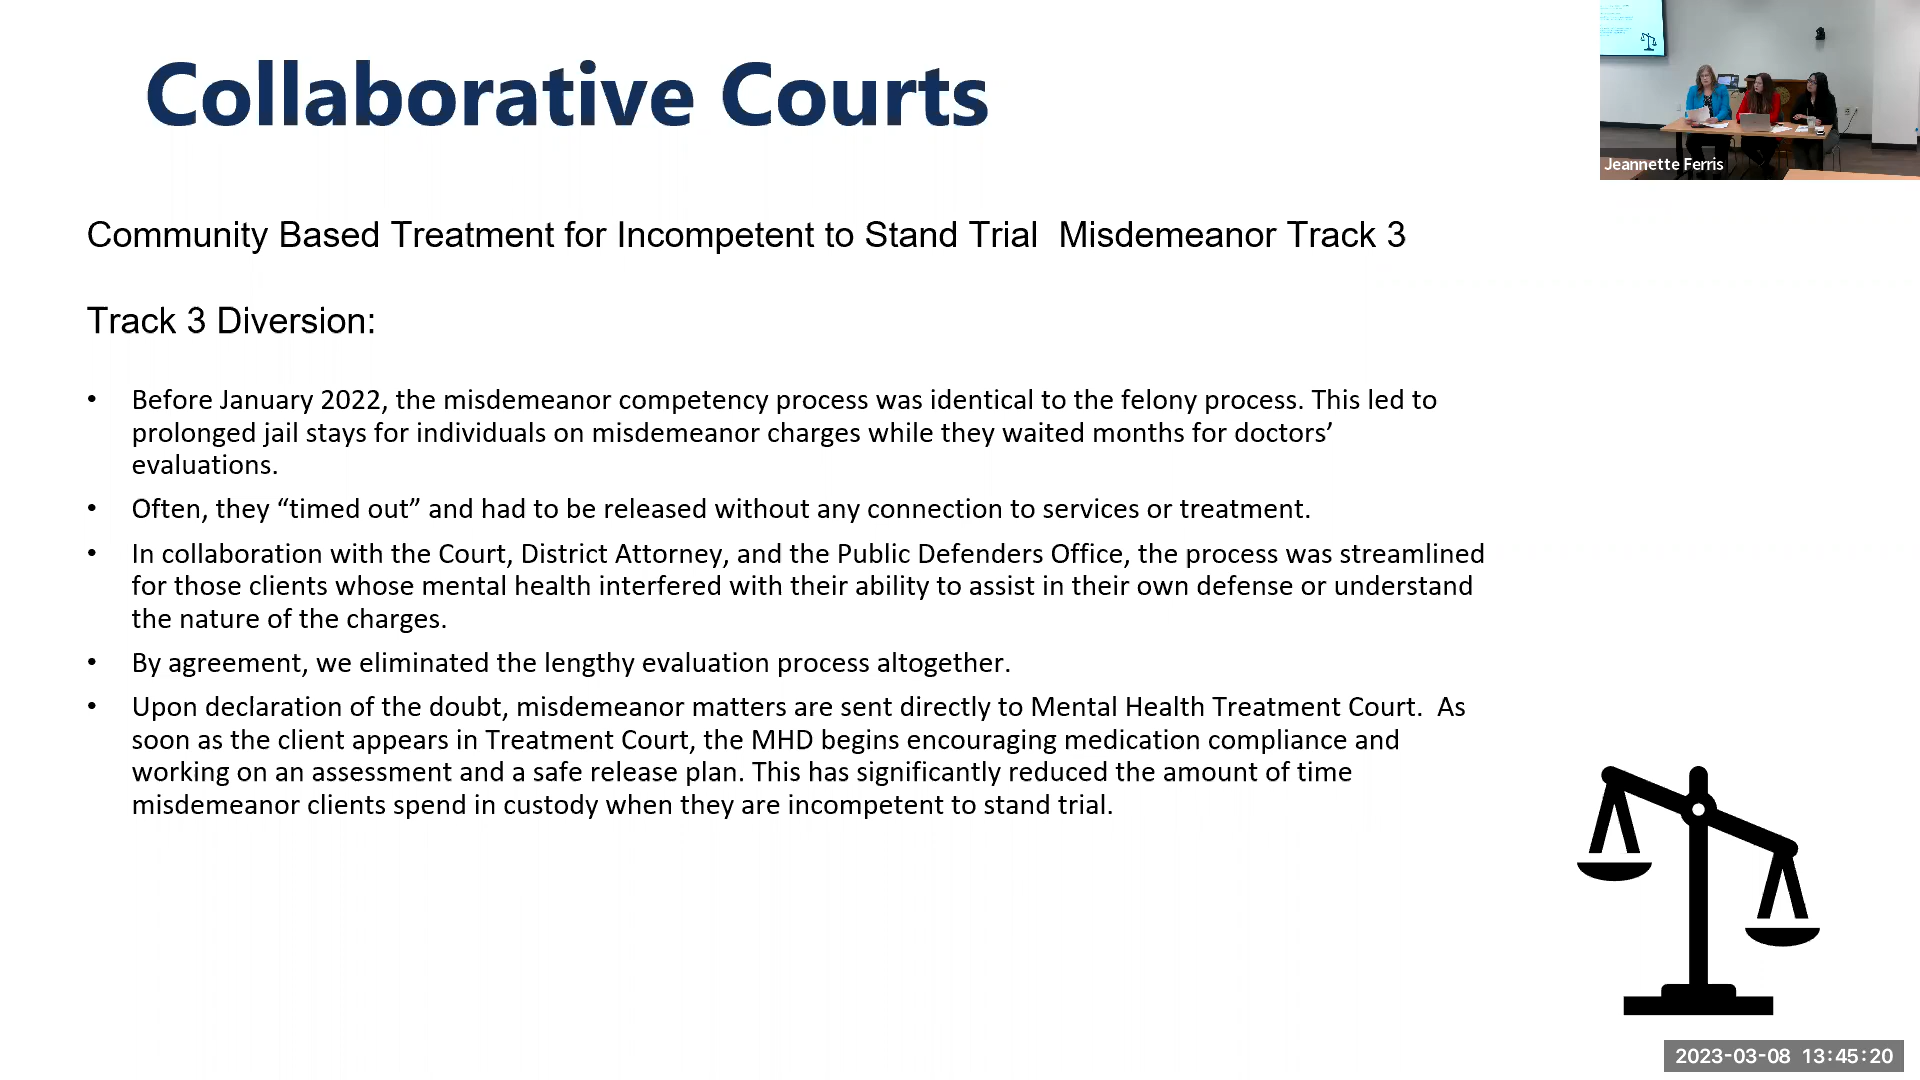 Collaborative Courts
Jeannette Ferris
Community Based Treatment for Incompetent to Stand Trial  Misdemeanor Track 3
Track 3 Diversion:
• Before January 2022, the misdemeanor competency process was identical to the felony process. This led to
prolonged jail stays for individuals on misdemeanor charges while they waited months for doctors’
evaluations.
• Often, they “timed out” and had to be released without any connection to services or treatment.
• In collaboration with the Court, District Attorney, and the Public Defenders Office, the process was streamlined
for those clients whose mental health interfered with their ability to assist in their own defense or understand
the nature of the charges.
• By agreement, we eliminated the lengthy evaluation process altogether.
• Upon declaration of the doubt, misdemeanor matters are sent directly to Mental Health Treatment Court.  As
soon as the client appears in Treatment Court, the MHD begins encouraging medication compliance and
working on an assessment and a safe release plan. This has significantly reduced the amount of time
misdemeanor clients spend in custody when they are incompetent to stand trial.
2023-03-08 13:45:20